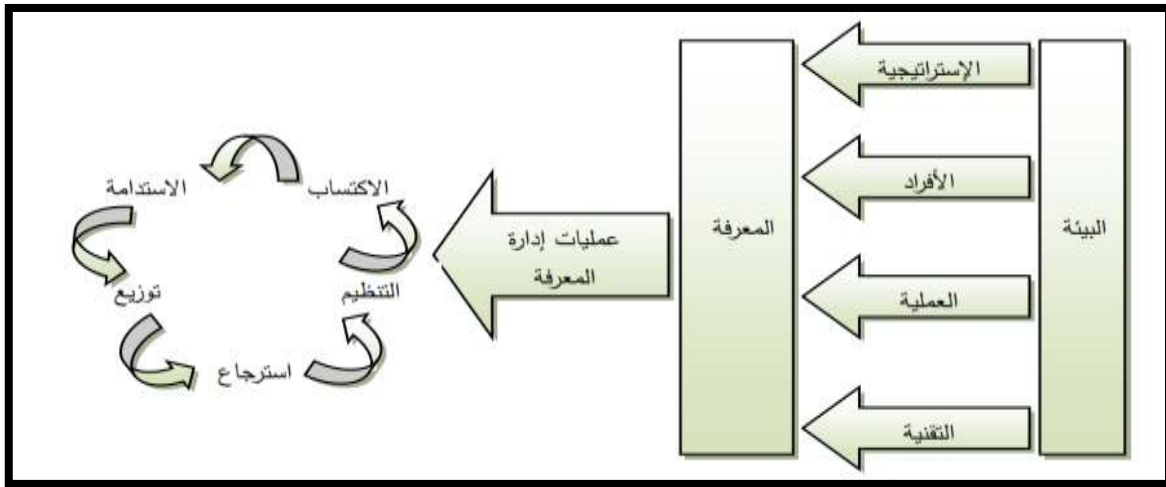 البيئة
الإستراتيجية
الأفراد
العملية
التقنية
المعرفة
عمليات إدارة
المعرفة
الاكتساب
الاستدامة
توزيع
استرجاع
التنظيم